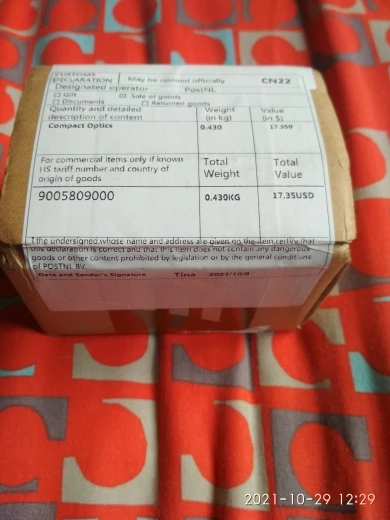 CUSTOMS
DECLARATION May be opened officially CN22
Designated operator PostNL
Gift Sale of goods
Documents Returned goods
Quantity and detailed description of content Weight (in kg) Value (in $)
Compact Optics 0.430 17.350
For commercial items only if known HS tariff number and country of origin of goods Total Weight Total Value
9005809000 0.430KG 17.35USD
I,the undersigned,whose name and address are given on the item,certify that
this declaration is correct and that this item does not contain any dangerous
goods or other content prohibited by legislation or by the general conditions
of POSTNL BV.
Date and Sender's Signature Tina 2021/10/6
2021-10-29 12:29